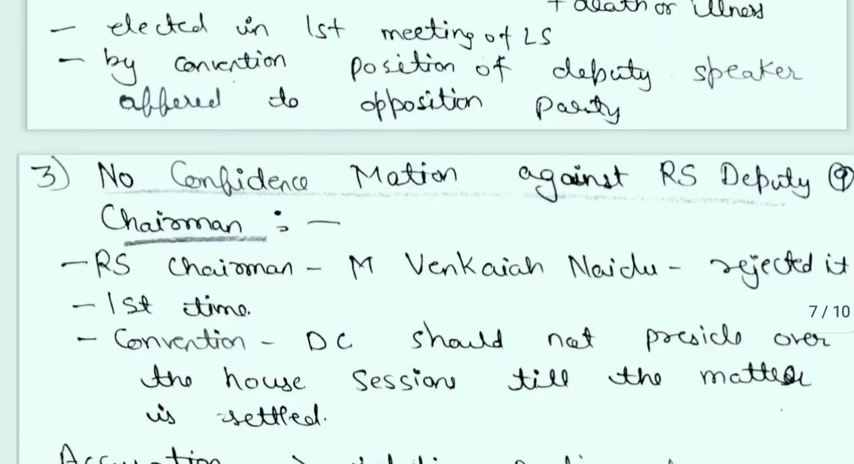 + death or illness
- elected in 1st meeting of LS
- by convention position of deputy speaker
offered to opposition party
3) No Confidence Motion against RS Deputy
Chairman : -
- RS Chairman - M Venkaiah Naidu - rejected it
- 1st time.
7 / 10
- Convention - DC should not preside over
the house sessions till the matter
is settled.